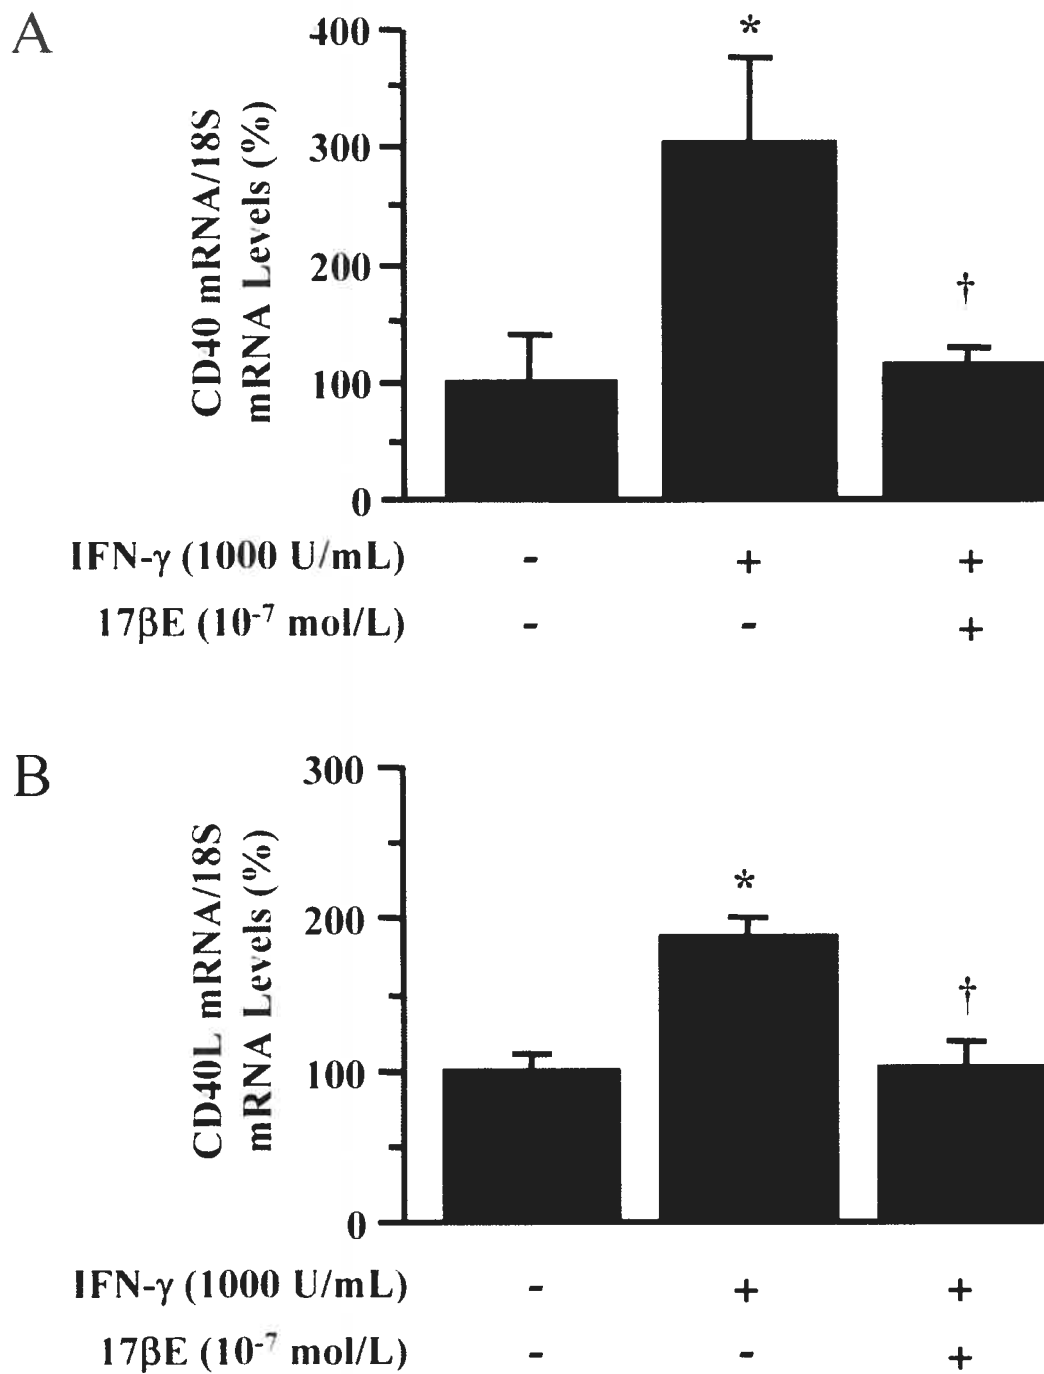 A
400
300
200
100
0
CD40 mRNA/18S
mRNA Levels (%)
*
†
IFN-γ (1000 U/mL) - + +
17βE (10⁻⁷ mol/L) - - +
B
300
200
100
0
CD40L mRNA/18S
mRNA Levels (%)
*
†
IFN-γ (1000 U/mL) - + +
17βE (10⁻⁷ mol/L) - - +